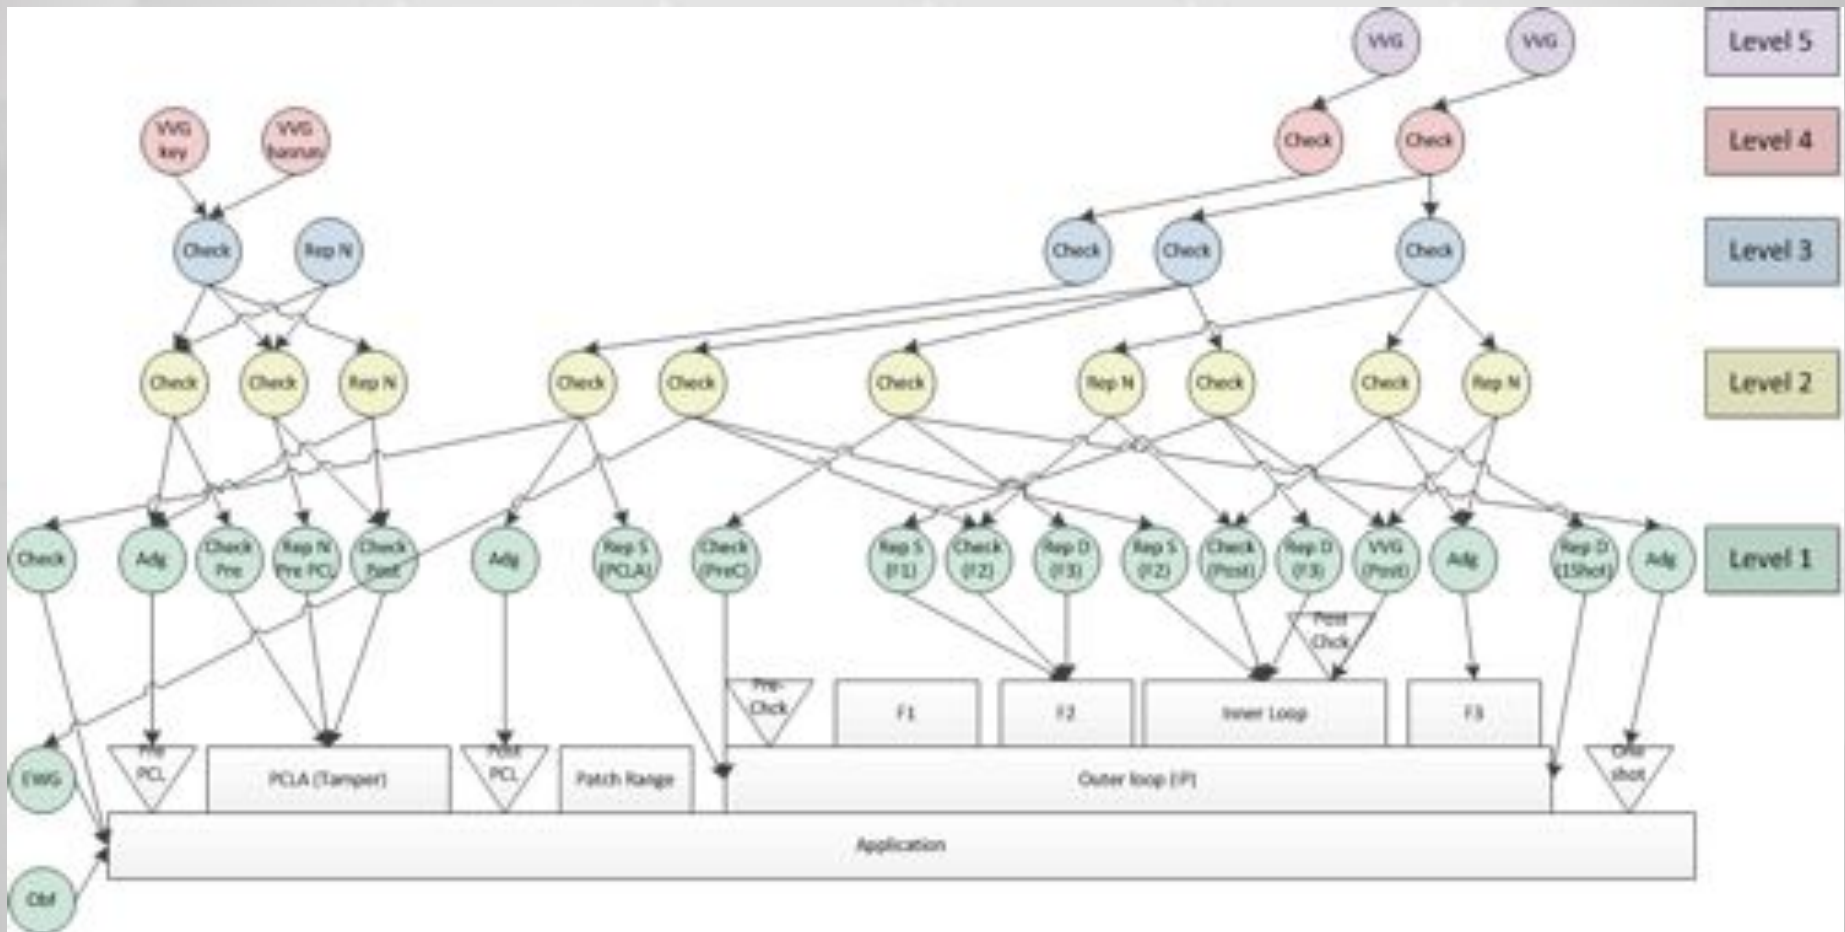 VVG
VVG
Level 5
VVG
key
VVG
Check
Check
Level 4
Check
Rep N
Check
Check
Check
Level 3
Check
Check
Rep N
Check
Check
Check
Rep N
Check
Check
Rep N
Level 2
Check
Adg
Check
Pre
Rep N
Pre PCL
Check
Post
Adg
Rep S
(PCLA)
Check
(PreC)
Rep S
(F1)
Check
(F2)
Rep D
(F3)
Rep S
(F2)
Check
(Post)
Rep D
(F3)
VVG
(Post)
Adg
Rep D
(1Shot)
Adg
Level 1
Post
Chck
Pre-
Chck
F1
F2
Inner Loop
F3
EWG
Pre
PCL
PCLA (Tamper)
Post
PCL
Patch Range
Outer loop (IP)
One
shot
Application
Obf